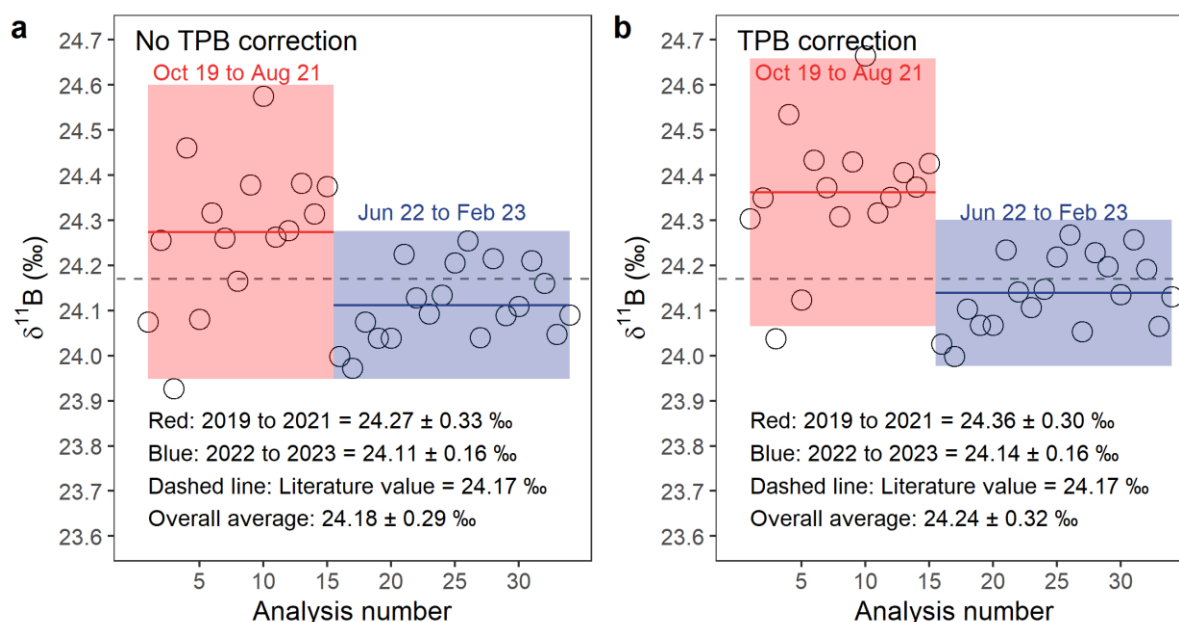 a
No TPB correction
Oct 19 to Aug 21
Jun 22 to Feb 23
24.7
24.6
24.5
24.4
24.3
24.2
24.1
24.0
23.9
23.8
23.7
23.6
δ¹¹B (‰)
Red: 2019 to 2021 = 24.27 ± 0.33 ‰
Blue: 2022 to 2023 = 24.11 ± 0.16 ‰
Dashed line: Literature value = 24.17 ‰
Overall average: 24.18 ± 0.29 ‰
5 10 15 20 25 30
Analysis number
b
TPB correction
Oct 19 to Aug 21
Jun 22 to Feb 23
24.7
24.6
24.5
24.4
24.3
24.2
24.1
24.0
23.9
23.8
23.7
23.6
δ¹¹B (‰)
Red: 2019 to 2021 = 24.36 ± 0.30 ‰
Blue: 2022 to 2023 = 24.14 ± 0.16 ‰
Dashed line: Literature value = 24.17 ‰
Overall average: 24.24 ± 0.32 ‰
5 10 15 20 25 30
Analysis number